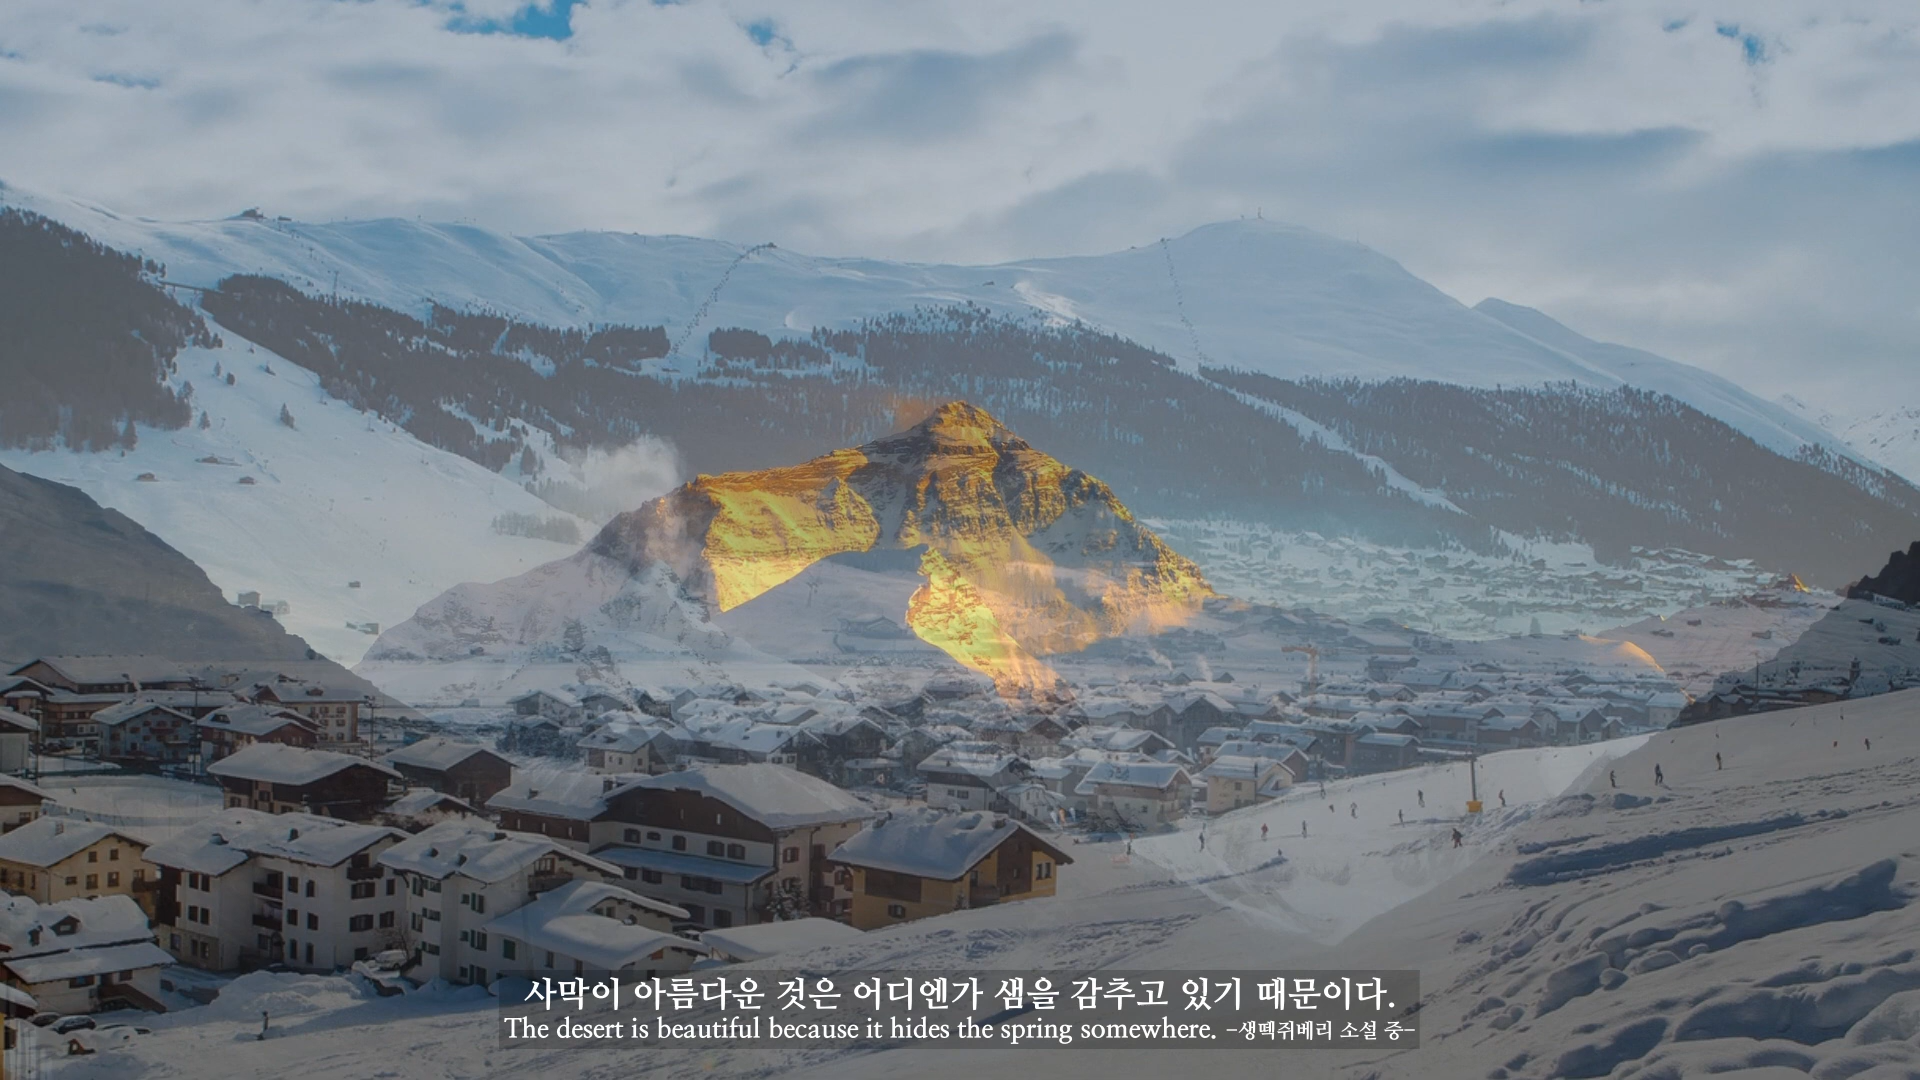 사막이 아름다운 것은 어디엔가 샘을 감추고 있기 때문이다.
The desert is beautiful because it hides the spring somewhere. -생떽쥐베리 소설 중-